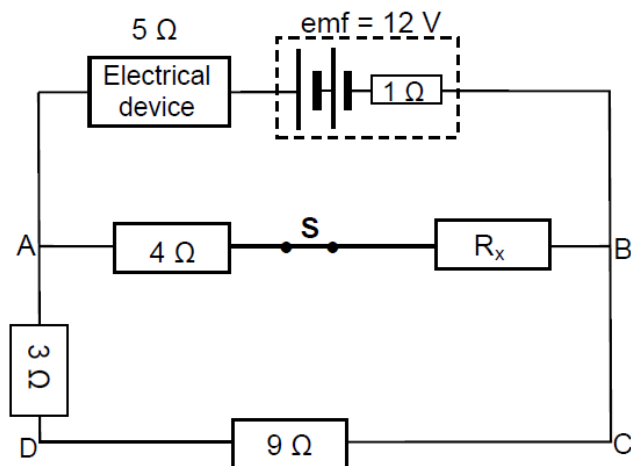 5 Ω
emf = 12 V
Electrical
device
1 Ω
A
4 Ω
S
Rₓ
B
3 Ω
D
9 Ω
C